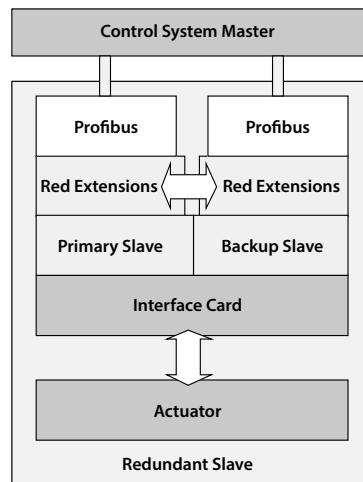 Control System Master
Profibus Profibus
Red Extensions Red Extensions
Primary Slave Backup Slave
Interface Card
Actuator
Redundant Slave